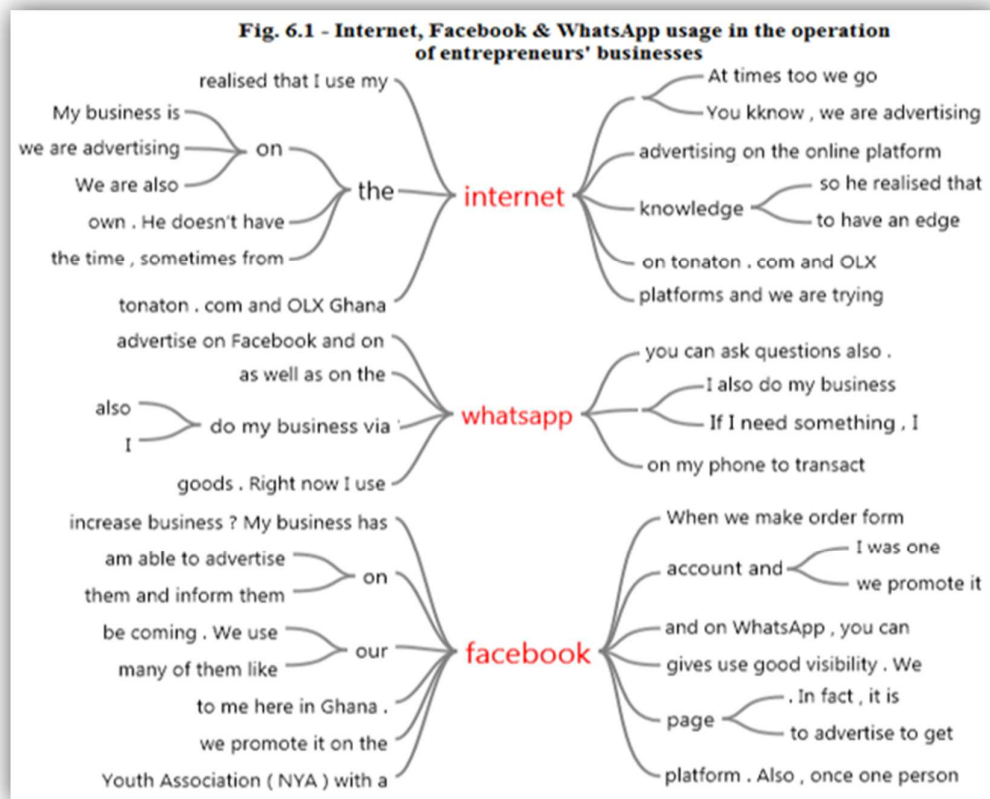 Fig. 6.1 - Internet, Facebook & WhatsApp usage in the operation
of entrepreneurs' businesses
realised that I use my
My business is
we are advertising
We are also
on
own . He doesn't have
the time , sometimes from
the
tonaton . com and OLX Ghana
internet
At times too we go
You kknow , we are advertising
advertising on the online platform
knowledge
so he realised that
to have an edge
on tonaton . com and OLX
platforms and we are trying
advertise on Facebook and on
as well as on the
also
I
do my business via '
goods . Right now I use
whatsapp
you can ask questions also .
I also do my business
If I need something , I
on my phone to transact
increase business ? My business has
am able to advertise
them and inform them
on
be coming . We use
many of them like
our
to me here in Ghana .
we promote it on the
Youth Association ( NYA ) with a
facebook
When we make order form
account and
I was one
we promote it
and on WhatsApp , you can
gives use good visibility . We
page
. In fact , it is
to advertise to get
platform . Also , once one person